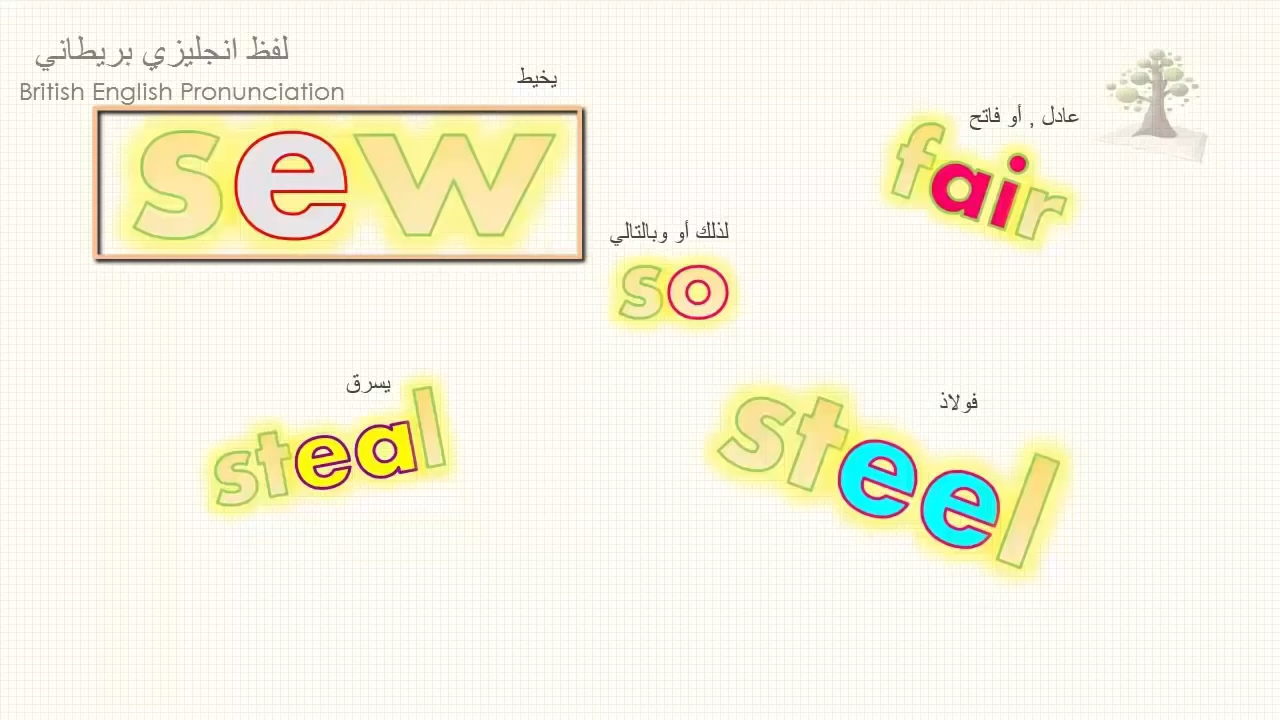 لفظ انجليزي بريطاني
British English Pronunciation
يخيط
sew
عادل , أو فاتح
fair
لذلك أو وبالتالي
so
يسرق
steal
فولاذ
steel